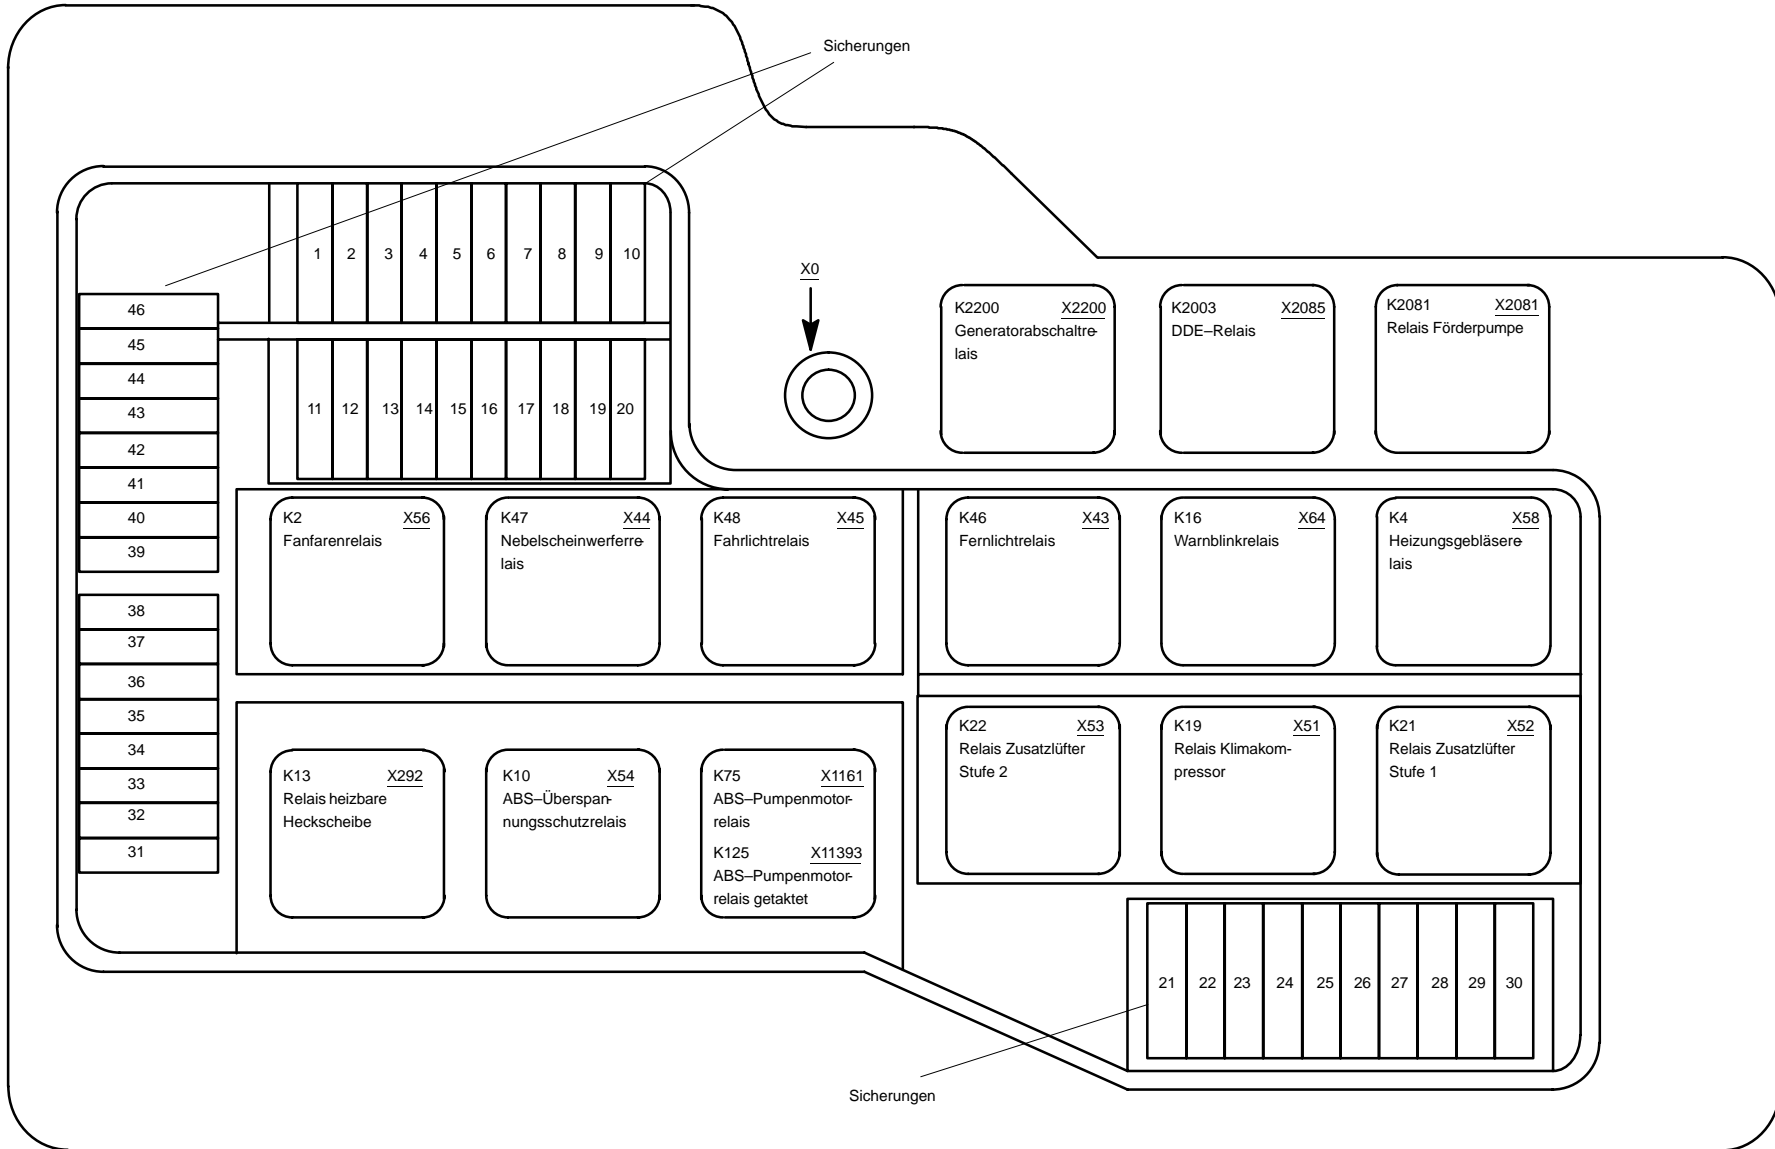 Sicherungen
1 2 3 4 5 6 7 8 9 10
X0
46
45
44
43
42
41
40
39
11 12 13 14 15 16 17 18 19 20
K2200 X2200
Generatorabschaltre-
lais
K2003 X2085
DDE–Relais
K2081 X2081
Relais Förderpumpe
K2 X56
Fanfarenrelais
K47 X44
Nebelscheinwerferre-
lais
K48 X45
Fahrlichtrelais
K46 X43
Fernlichtrelais
K16 X64
Warnblinkrelais
K4 X58
Heizungsgebläsere-
lais
38
37
36
35
34
33
32
31
K13 X292
Relais heizbare
Heckscheibe
K10 X54
ABS–Überspan-
nungsschutzrelais
K75 X1161
ABS–Pumpenmotor-
relais
K125 X11393
ABS–Pumpenmotor-
relais getaktet
K22 X53
Relais Zusatzlüfter
Stufe 2
K19 X51
Relais Klimakom-
pressor
K21 X52
Relais Zusatzlüfter
Stufe 1
21 22 23 24 25 26 27 28 29 30
Sicherungen